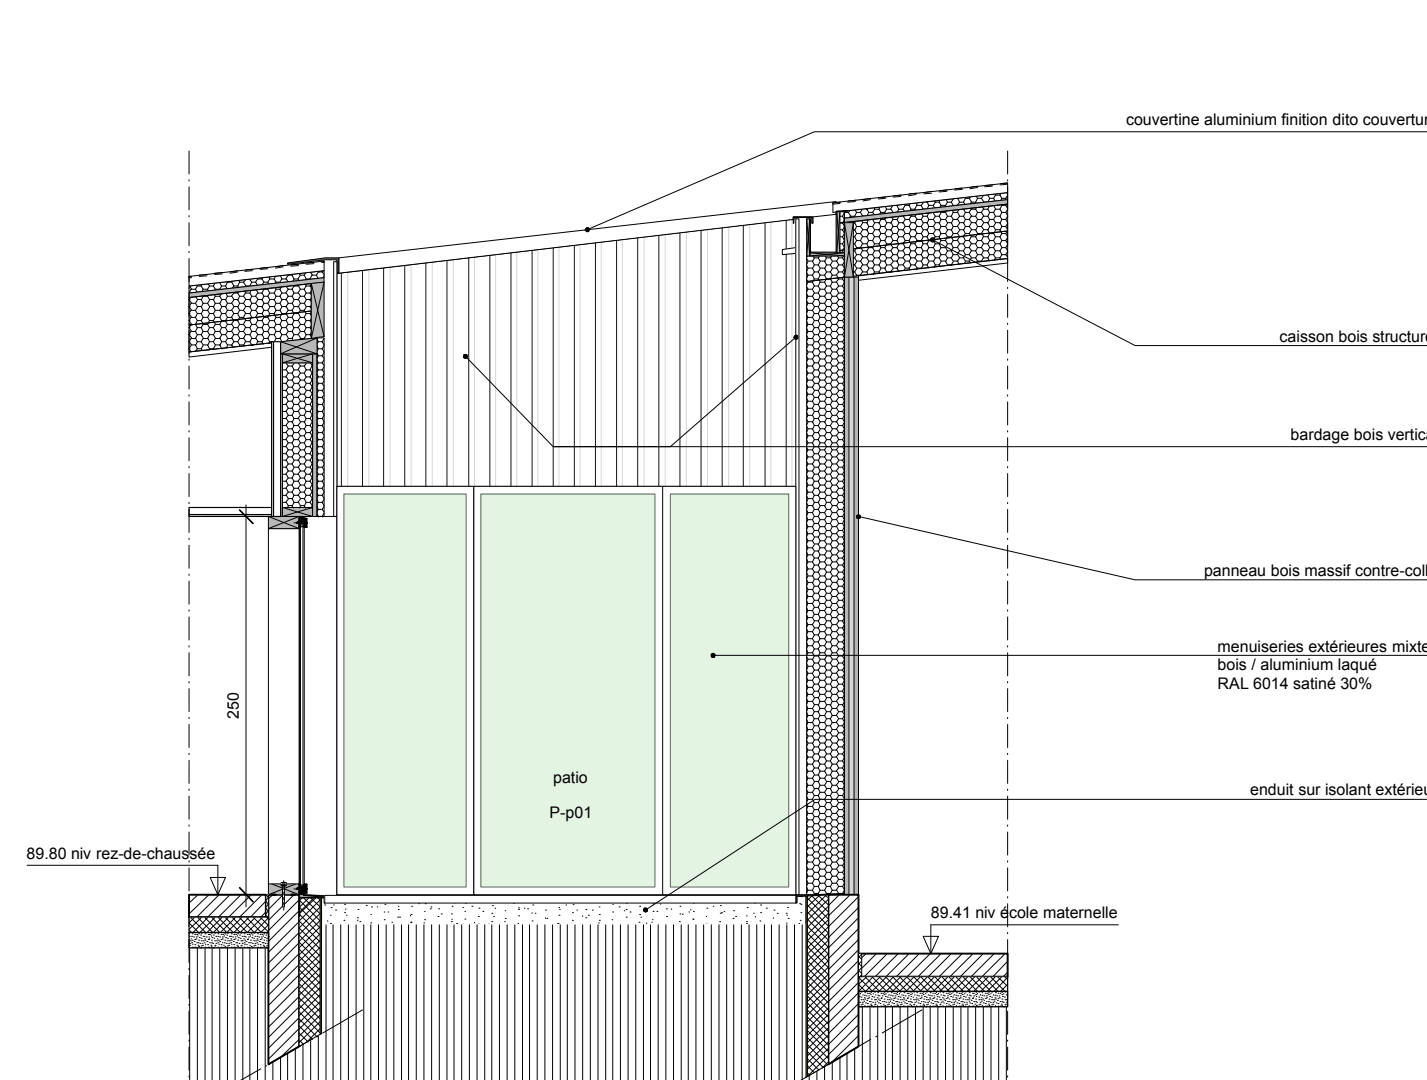 couvertine aluminium finition dito couvertur
caisson bois structure
bardage bois vertica
panneau bois massif contre-coll
menuiseries extérieures mixte
bois / aluminium laqué
RAL 6014 satiné 30%
250
patio
P-p01
enduit sur isolant extérieu
89.80 niv rez-de-chaussée
89.41 niv école maternelle